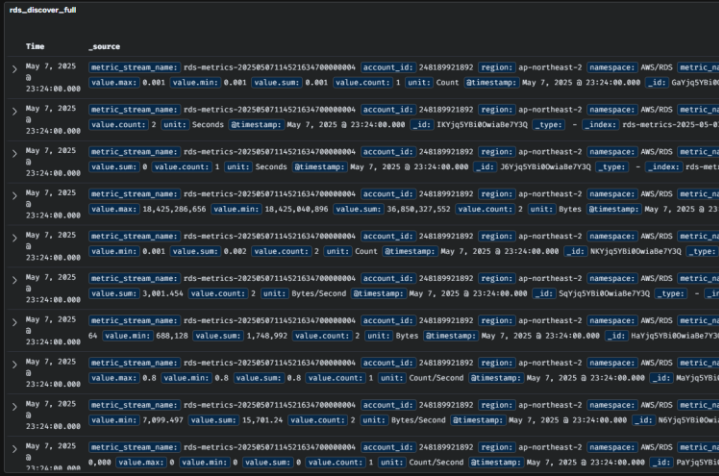 rds_discover_full
Time _source
May 7, 2025 @ 23:24:00.000 metric_stream_name: rds-metrics-20250507114521634700000004 account_id: 248189921892 region: ap-northeast-2 namespace: AWS/RDS metric_na
value.max: 0.001 value.min: 0.001 value.sum: 0.001 value.count: 1 unit: Count @timestamp: May 7, 2025 @ 23:24:00.000 _id:
May 7, 2025 @ 23:24:00.000 metric_stream_name: rds-metrics-20250507114521634700000004 account_id: 248189921892 region: ap-northeast-2 namespace: AWS/RDS metric_na
value.count: 2 unit: Seconds @timestamp: May 7, 2025 @ 23:24:00.000 _id: IKYjq5YBi0OwiaBe7Y3Q _type: - _index: rds-metrics-2025-05-0
May 7, 2025 @ 23:24:00.000 metric_stream_name: rds-metrics-20250507114521634700000004 account_id: 248189921892 region: ap-northeast-2 namespace: AWS/RDS metric_na
value.sum: 0 value.count: 1 unit: Seconds @timestamp: May 7, 2025 @ 23:24:00.000 _id: J6YjqSYBi0OwiaBe7Y3Q _type: - _index: rds-met
May 7, 2025 @ 23:24:00.000 metric_stream_name: rds-metrics-20250507114521634700000004 account_id: 248189921892 region: ap-northeast-2 namespace: AWS/RDS metric_na
value.max: 18,425,286,656 value.min: 18,425,040,896 value.sum: 36,850,327,552 value.count: 2 unit: Bytes @timestamp: May 7, 2025 @ 23
May 7, 2025 @ 23:24:00.000 metric_stream_name: rds-metrics-20250507114521634700000004 account_id: 248189921892 region: ap-northeast-2 namespace: AWS/RDS metric_na
value.min: 0.001 value.sum: 0.002 value.count: 2 unit: Count @timestamp: May 7, 2025 @ 23:24:00.000 _id: NKYjq5YBi0OwiaBe7Y3Q _type:
May 7, 2025 @ 23:24:00.000 metric_stream_name: rds-metrics-20250507114521634700000004 account_id: 248189921892 region: ap-northeast-2 namespace: AWS/RDS metric_na
value.sum: 3,001.454 value.count: 2 unit: Bytes/Second @timestamp: May 7, 2025 @ 23:24:00.000 _id: SqYjq5YBi0OwiaBe7Y3Q _type: - _in
May 7, 2025 @ 23:24:00.000 metric_stream_name: rds-metrics-20250507114521634700000004 account_id: 248189921892 region: ap-northeast-2 namespace: AWS/RDS metric_na
64 value.min: 688,128 value.sum: 1,748,992 value.count: 2 unit: Bytes @timestamp: May 7, 2025 @ 23:24:00.000 _id:
May 7, 2025 @ 23:24:00.000 metric_stream_name: rds-metrics-20250507114521634700000004 account_id: 248189921892 region: ap-northeast-2 namespace: AWS/RDS metric_na
value.max: 0.8 value.min: 0.8 value.sum: 0.8 value.count: 1 unit: Count/Second @timestamp: May 7, 2025 @ 23:24:00.000 _id:
May 7, 2025 @ 23:24:00.000 metric_stream_name: rds-metrics-20250507114521634700000004 account_id: 248189921892 region: ap-northeast-2 namespace: AWS/RDS metric_na
value.min: 7,099.497 value.sum: 15,701.24 value.count: 2 unit: Bytes/Second @timestamp: May 7, 2025 @ 23:24:00.000 _id:
May 7, 2025 @ 23:24:00.000 metric_stream_name: rds-metrics-20250507114521634700000004 account_id: 248189921892 region: ap-northeast-2 namespace: AWS/RDS metric_na
0,000 value.max: 0 value.min: 0 value.sum: 0 value.count: 1 unit: Count/Second @timestamp: May 7, 2025 @ 23:24:00.000 _id: